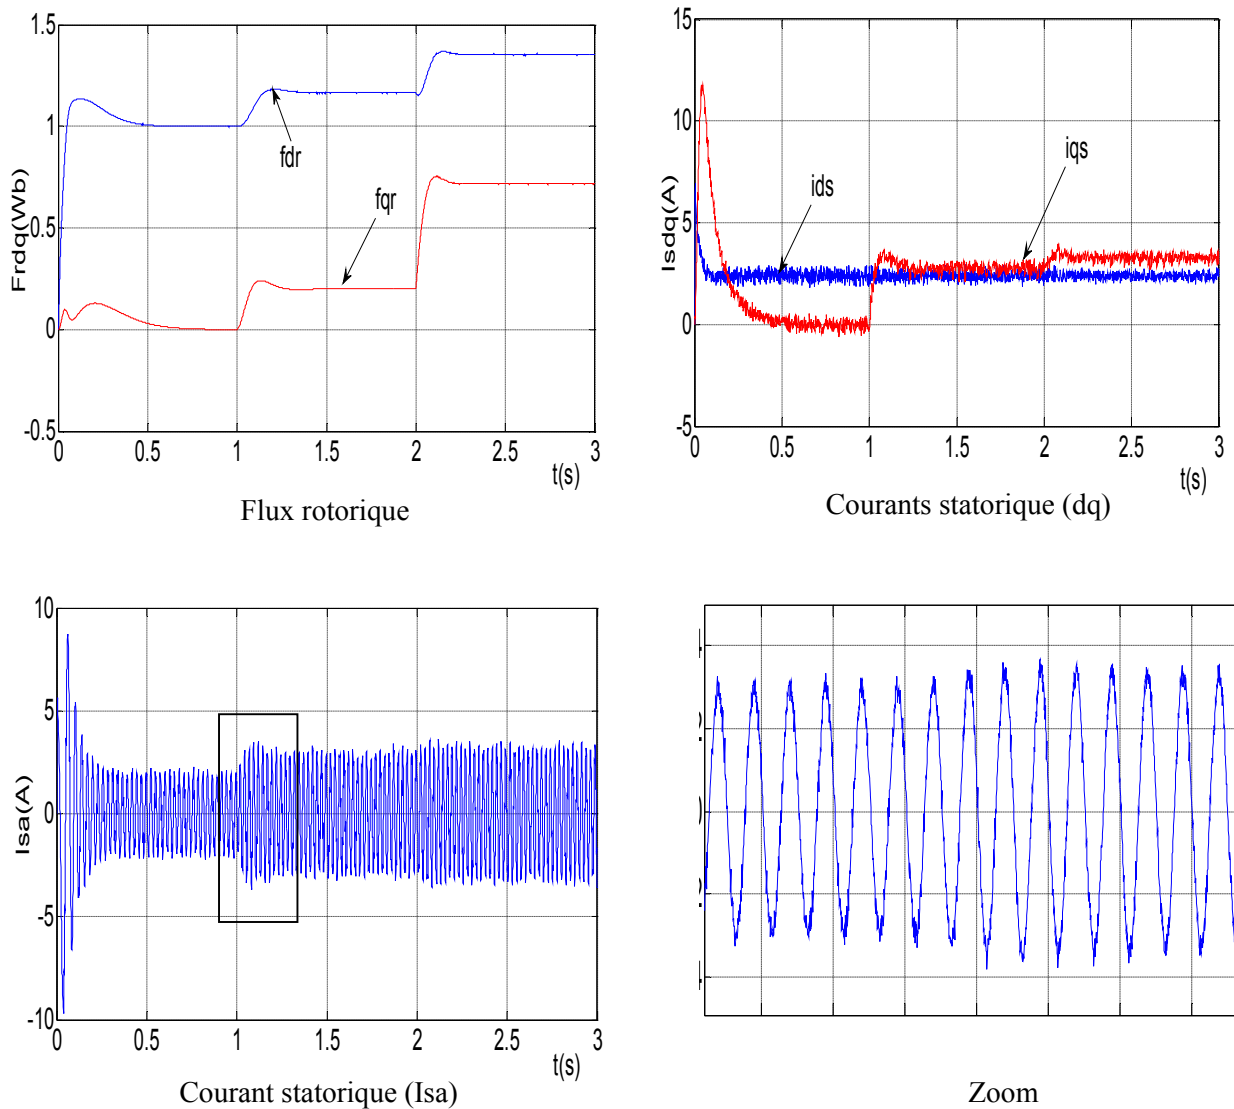 1.5
1
0.5
0
-0.5
Frdq(Wb)
fdr
fqr
0 0.5 1 1.5 2 2.5 3
t(s)
Flux rotorique
15
10
5
0
-5
Isdq(A)
ids
iqs
0 0.5 1 1.5 2 2.5 3
t(s)
Courants statorique (dq)
10
5
0
-5
-10
Isa(A)
0 0.5 1 1.5 2 2.5 3
t(s)
Courant statorique (Isa)
Zoom